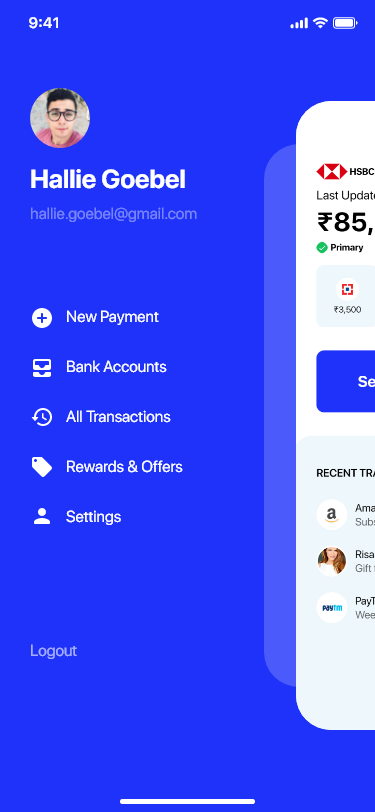 9:41
Hallie Goebel
hallie.goebel@gmail.com
New Payment
Bank Accounts
All Transactions
Rewards & Offers
Settings
Logout
HSBC
Last Update
₹85,
Primary
₹3,500
Se
RECENT TRA
a
Ama
Subs
Risa
Gift
PayT
Wee
paytm